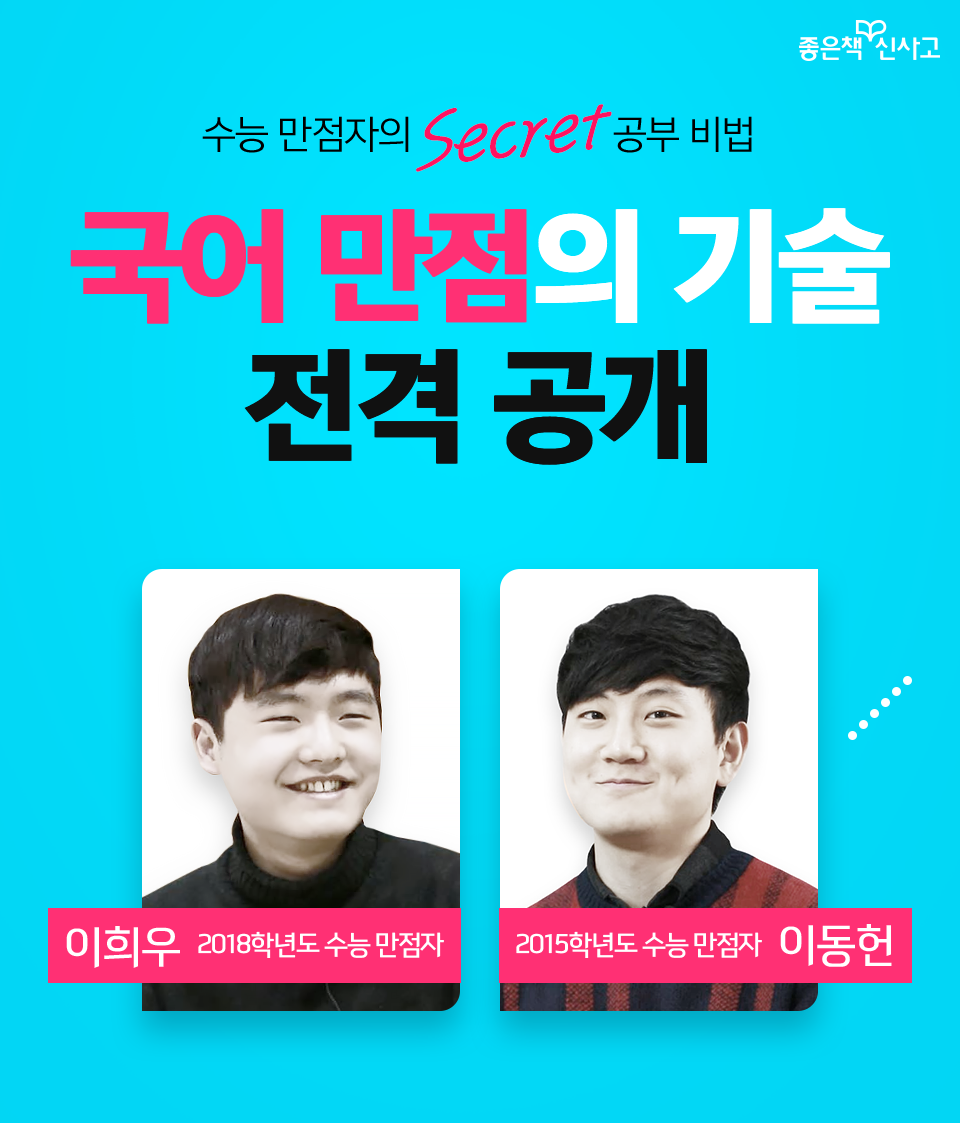 좋은책 신사고
수능 만점자의 Secret 공부 비법
국어 만점의 기술
전격 공개
이희우 2018학년도 수능 만점자
2015학년도 수능 만점자 이동헌